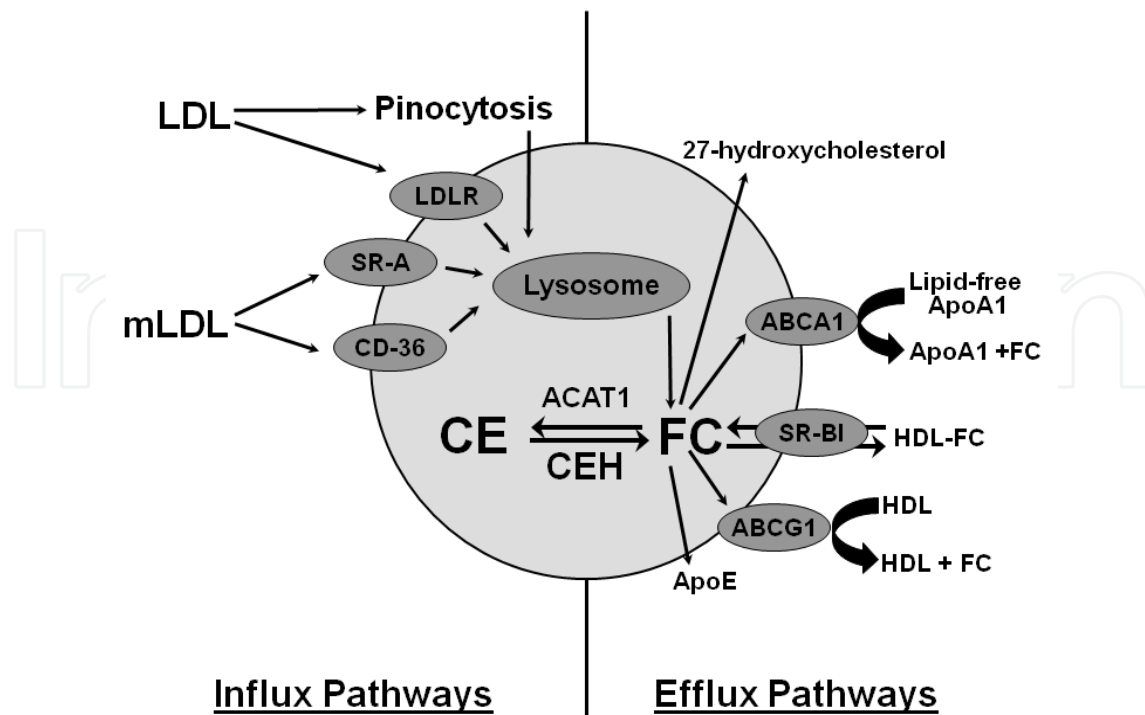 LDL
Pinocytosis
27-hydroxycholesterol
LDLR
SR-A
Lysosome
Lipid-free
ApoA1
mLDL
ABCA1
CD-36
ApoA1 +FC
ACAT1
CE
FC
SR-BI
HDL-FC
CEH
HDL
ABCG1
HDL + FC
ApoE
Influx Pathways
Efflux Pathways